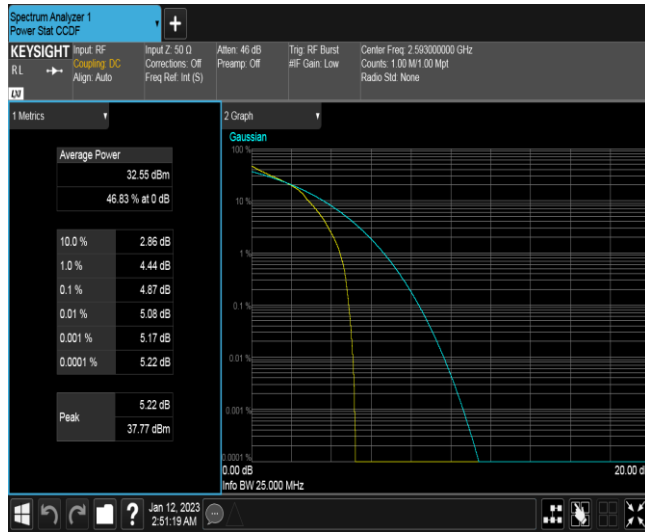 Spectrum Analyzer 1
Power Stat CCDF
KEYSIGHT
RL
LXI
Input: RF
Coupling: DC
Align: Auto
Input Z: 50 Ω
Corrections: Off
Freq Ref: Int (S)
Atten: 46 dB
Preamp: Off
Trig: RF Burst
#IF Gain: Low
Center Freq: 2.593000000 GHz
Counts: 1.00 M/1.00 Mpt
Radio Std: None
1 Metrics
Average Power
32.55 dBm
46.83 % at 0 dB
10.0 % 2.86 dB
1.0 % 4.44 dB
0.1 % 4.87 dB
0.01 % 5.08 dB
0.001 % 5.17 dB
0.0001 % 5.22 dB
Peak
5.22 dB
37.77 dBm
2 Graph
Gaussian
100 %
10 %
1 %
0.1 %
0.01 %
0.001 %
0.0001 %
0.00 dB
20.00 d
Info BW 25.000 MHz
?
Jan 12, 2023
2:51:19 AM